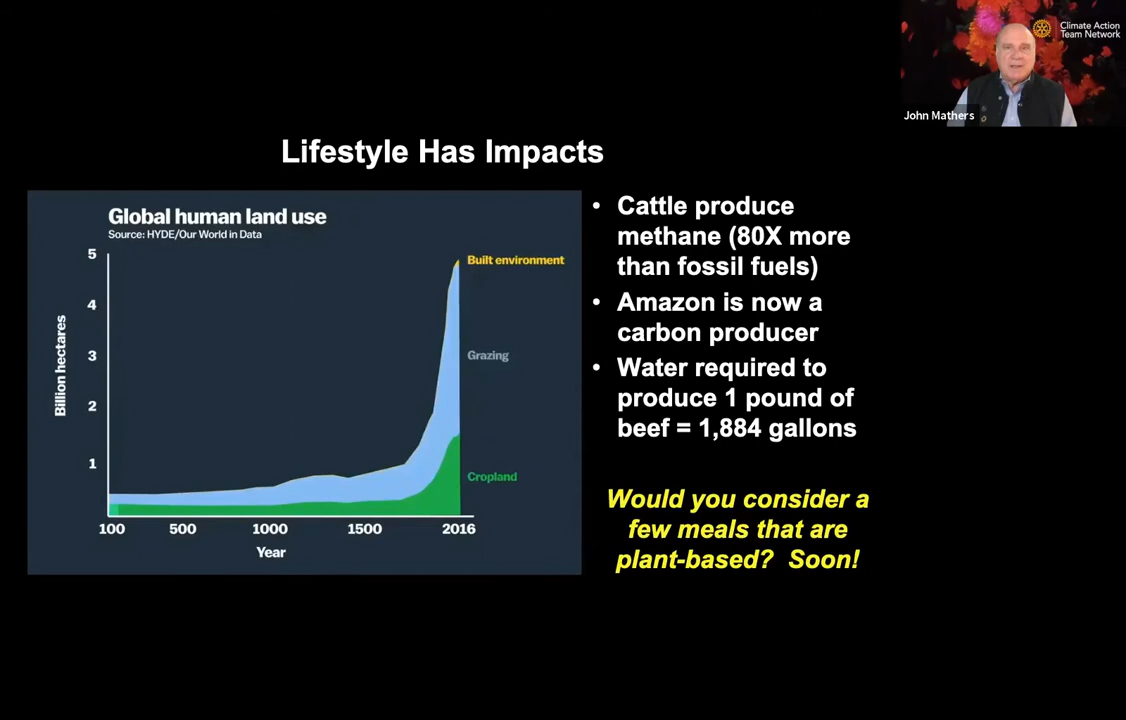 Climate Action
Team Network
John Mathers
Lifestyle Has Impacts
Global human land use
Source: HYDE/Our World in Data
5
4
3
2
1
Billion hectares
Built environment
Grazing
Cropland
100 500 1000 1500 2016
Year
• Cattle produce
methane (80X more
than fossil fuels)
• Amazon is now a
carbon producer
• Water required to
produce 1 pound of
beef = 1,884 gallons
Would you consider a
few meals that are
plant-based? Soon!